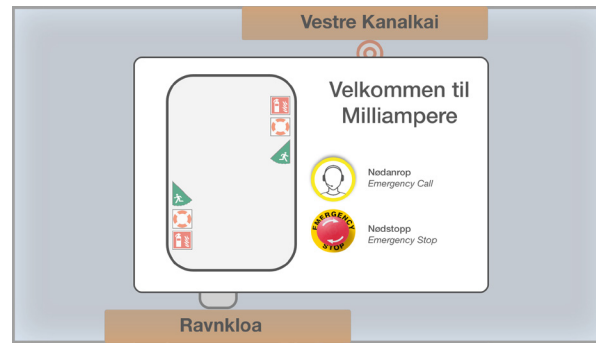 Vestre Kanalkai
Velkommen til
Milliampere
Nødanrop
Emergency Call
EMERGENCY
STOP
Nødstopp
Emergency Stop
Ravnkloa